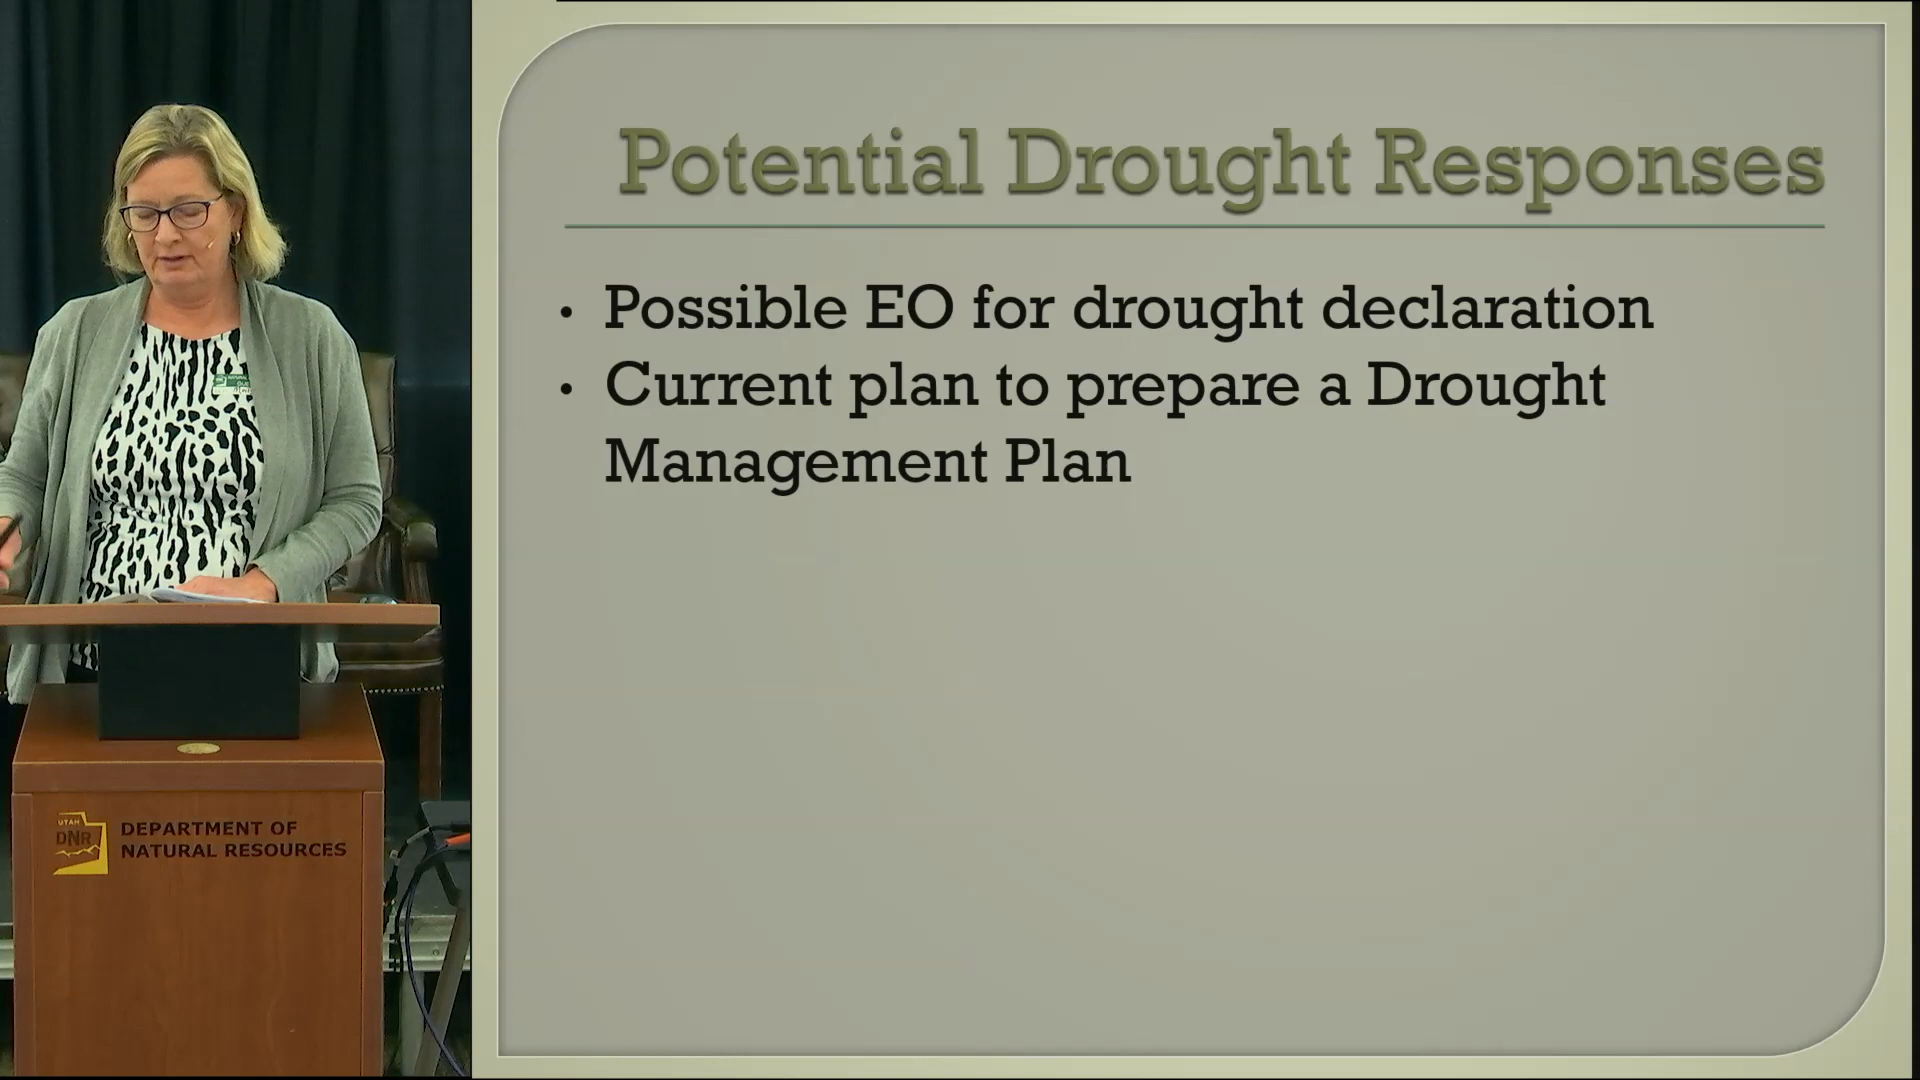 Potential Drought Responses
• Possible EO for drought declaration
• Current plan to prepare a Drought
Management Plan
UTAH
DNR
DEPARTMENT OF
NATURAL RESOURCES